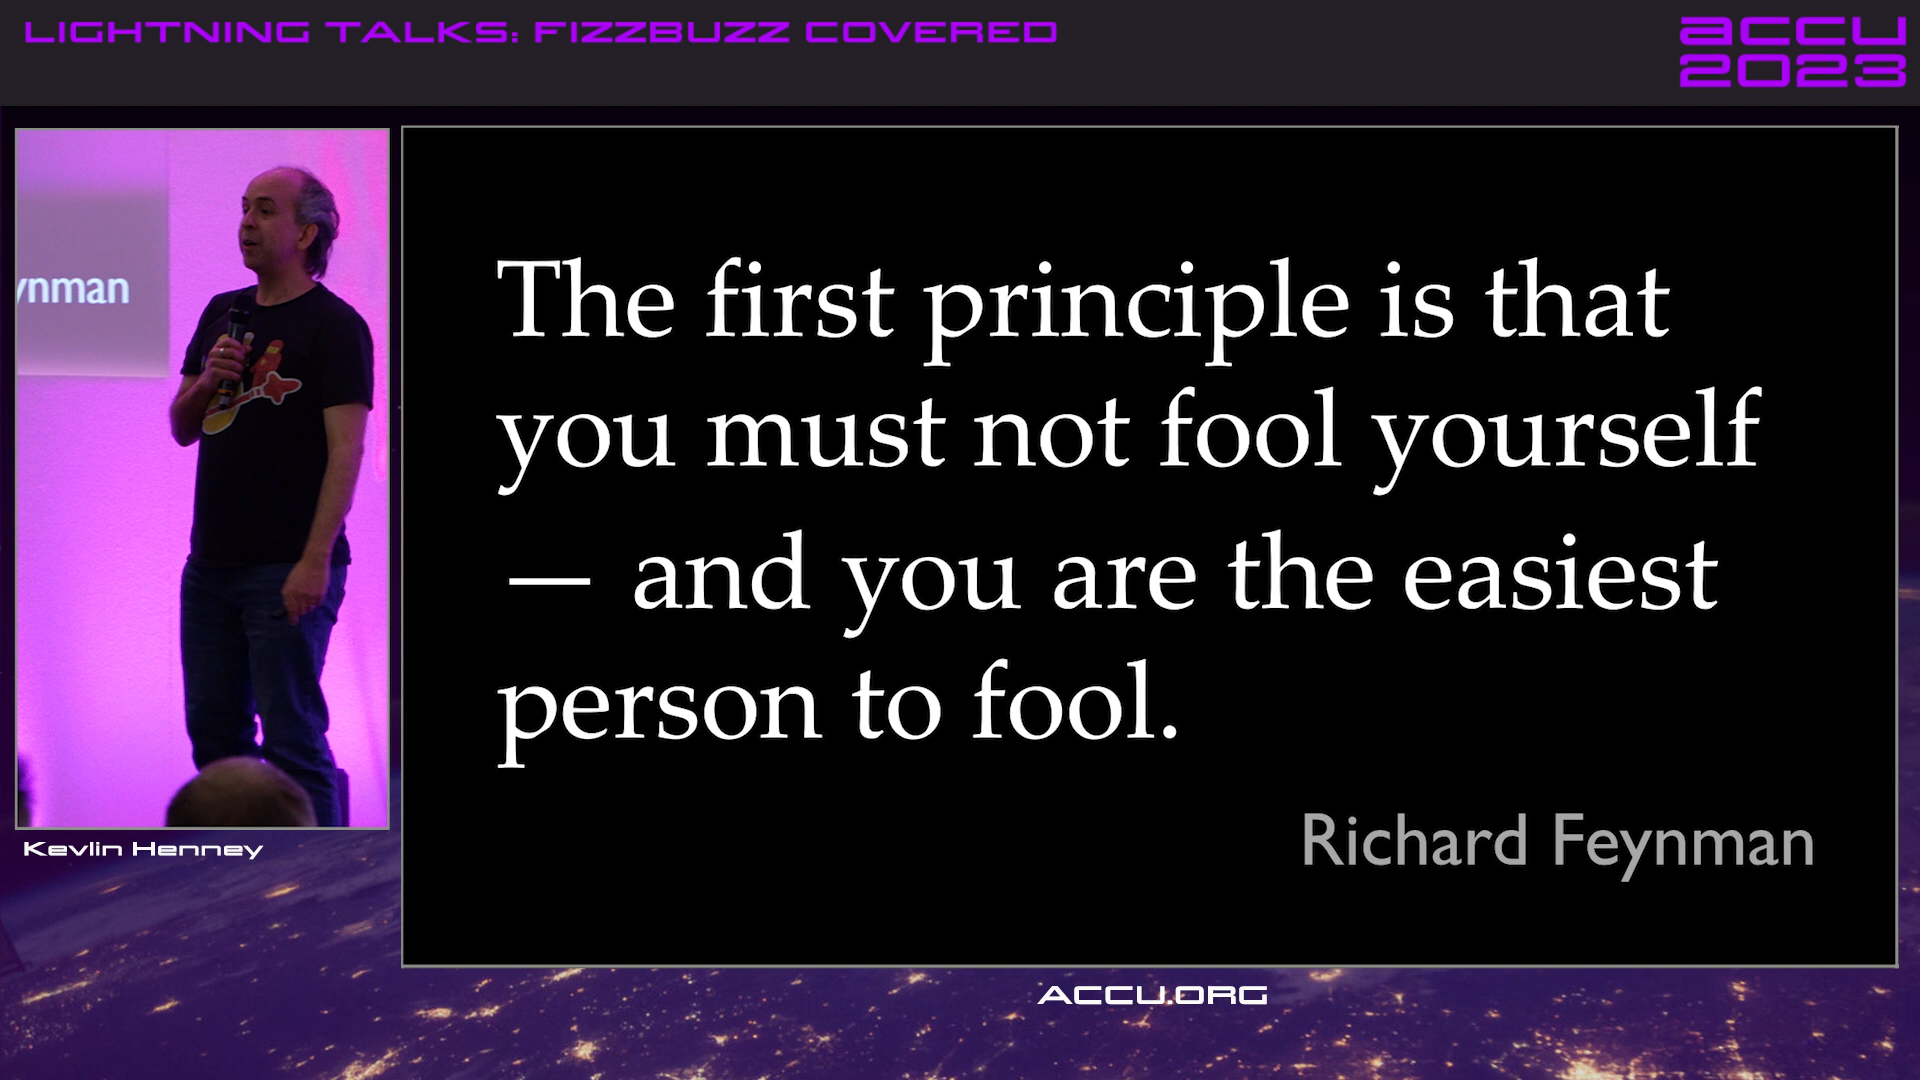 LIGHTNING TALKS: FIZZBUZZ COVERED
accu
2023
ynman
The first principle is that
you must not fool yourself
— and you are the easiest
person to fool.
Richard Feynman
Kevlin Henney
ACCU.ORG